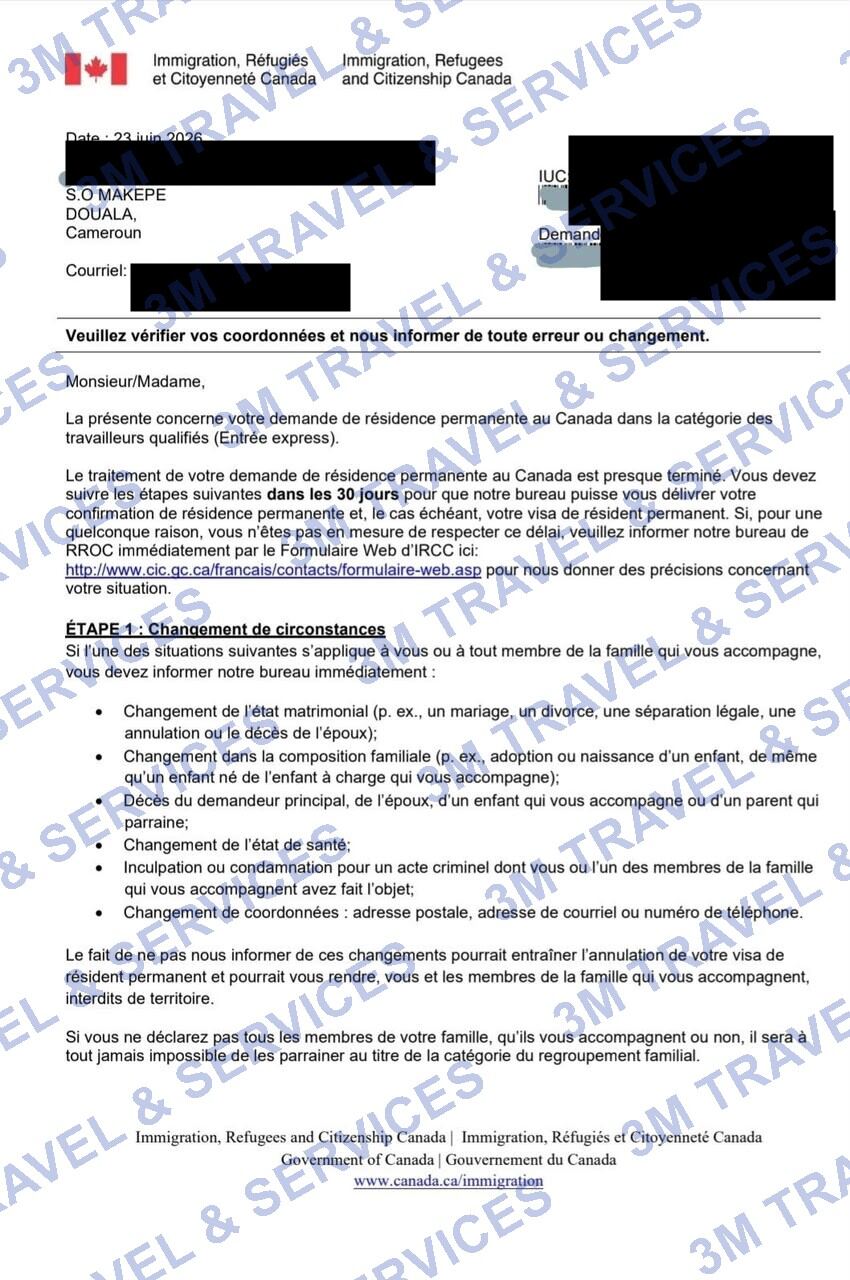 Immigration, Réfugiés Immigration, Refugees
et Citoyenneté Canada and Citizenship Canada
Date : 23 juin 2026
S.O MAKEPE
DOUALA,
Cameroun
IUC:
Demand
Courriel:
Veuillez vérifier vos coordonnées et nous informer de toute erreur ou changement.
Monsieur/Madame,
La présente concerne votre demande de résidence permanente au Canada dans la catégorie des
travailleurs qualifiés (Entrée express).
Le traitement de votre demande de résidence permanente au Canada est presque terminé. Vous devez
suivre les étapes suivantes dans les 30 jours pour que notre bureau puisse vous délivrer votre
confirmation de résidence permanente et, le cas échéant, votre visa de résident permanent. Si, pour une
quelconque raison, vous n’êtes pas en mesure de respecter ce délai, veuillez informer notre bureau de
RROC immédiatement par le Formulaire Web d’IRCC ici:
http://www.cic.gc.ca/francais/contacts/formulaire-web.asp pour nous donner des précisions concernant
votre situation.
ÉTAPE 1 : Changement de circonstances
Si l’une des situations suivantes s’applique à vous ou à tout membre de la famille qui vous accompagne,
vous devez informer notre bureau immédiatement :
• Changement de l’état matrimonial (p. ex., un mariage, un divorce, une séparation légale, une
annulation ou le décès de l’époux);
• Changement dans la composition familiale (p. ex., adoption ou naissance d’un enfant, de même
qu’un enfant né de l’enfant à charge qui vous accompagne);
• Décès du demandeur principal, de l’époux, d’un enfant qui vous accompagne ou d’un parent qui
parraine;
• Changement de l’état de santé;
• Inculpation ou condamnation pour un acte criminel dont vous ou l’un des membres de la famille
qui vous accompagnent avez fait l’objet;
• Changement de coordonnées : adresse postale, adresse de courriel ou numéro de téléphone.
Le fait de ne pas nous informer de ces changements pourrait entraîner l’annulation de votre visa de
résident permanent et pourrait vous rendre, vous et les membres de la famille qui vous accompagnent,
interdits de territoire.
Si vous ne déclarez pas tous les membres de votre famille, qu’ils vous accompagnent ou non, il sera à
tout jamais impossible de les parrainer au titre de la catégorie du regroupement familial.
Immigration, Refugees and Citizenship Canada | Immigration, Réfugiés et Citoyenneté Canada
Government of Canada | Gouvernement du Canada
www.canada.ca/immigration
3M TRAVEL & SERVICES